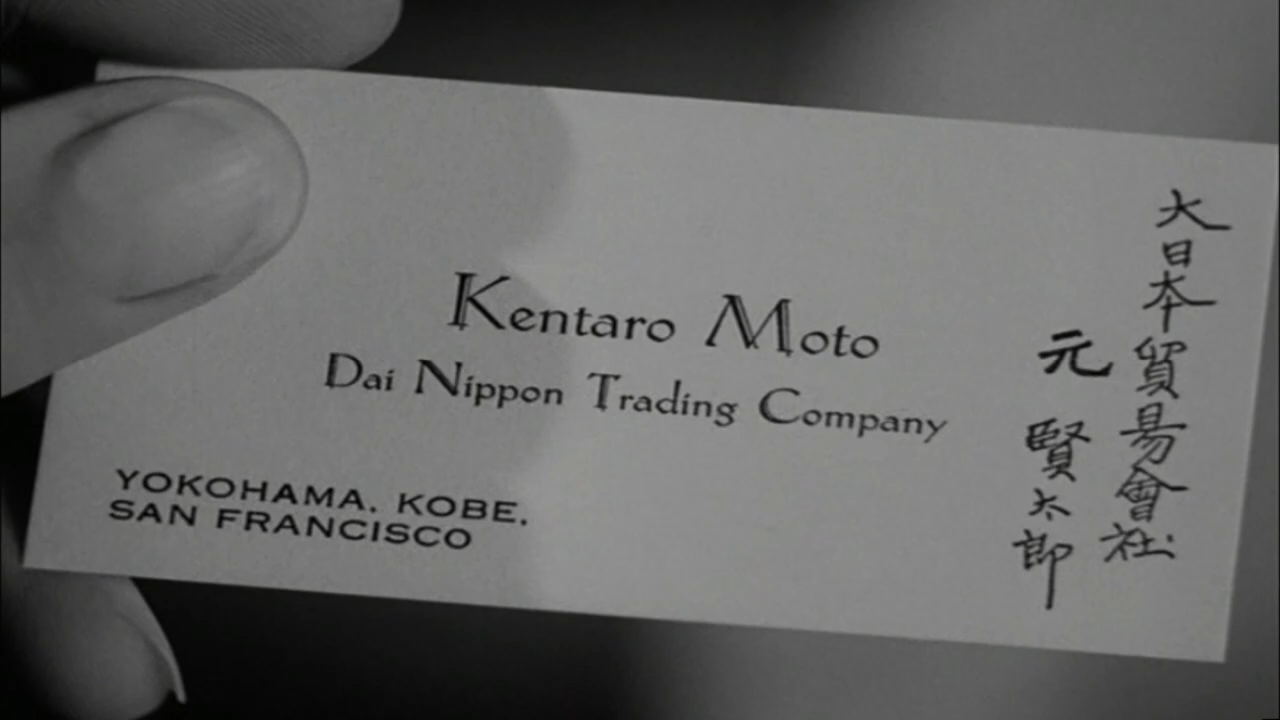 Kentaro Moto
Dai Nippon Trading Company
YOKOHAMA. KOBE.
SAN FRANCISCO
大日本貿易會社
元 賢太郎